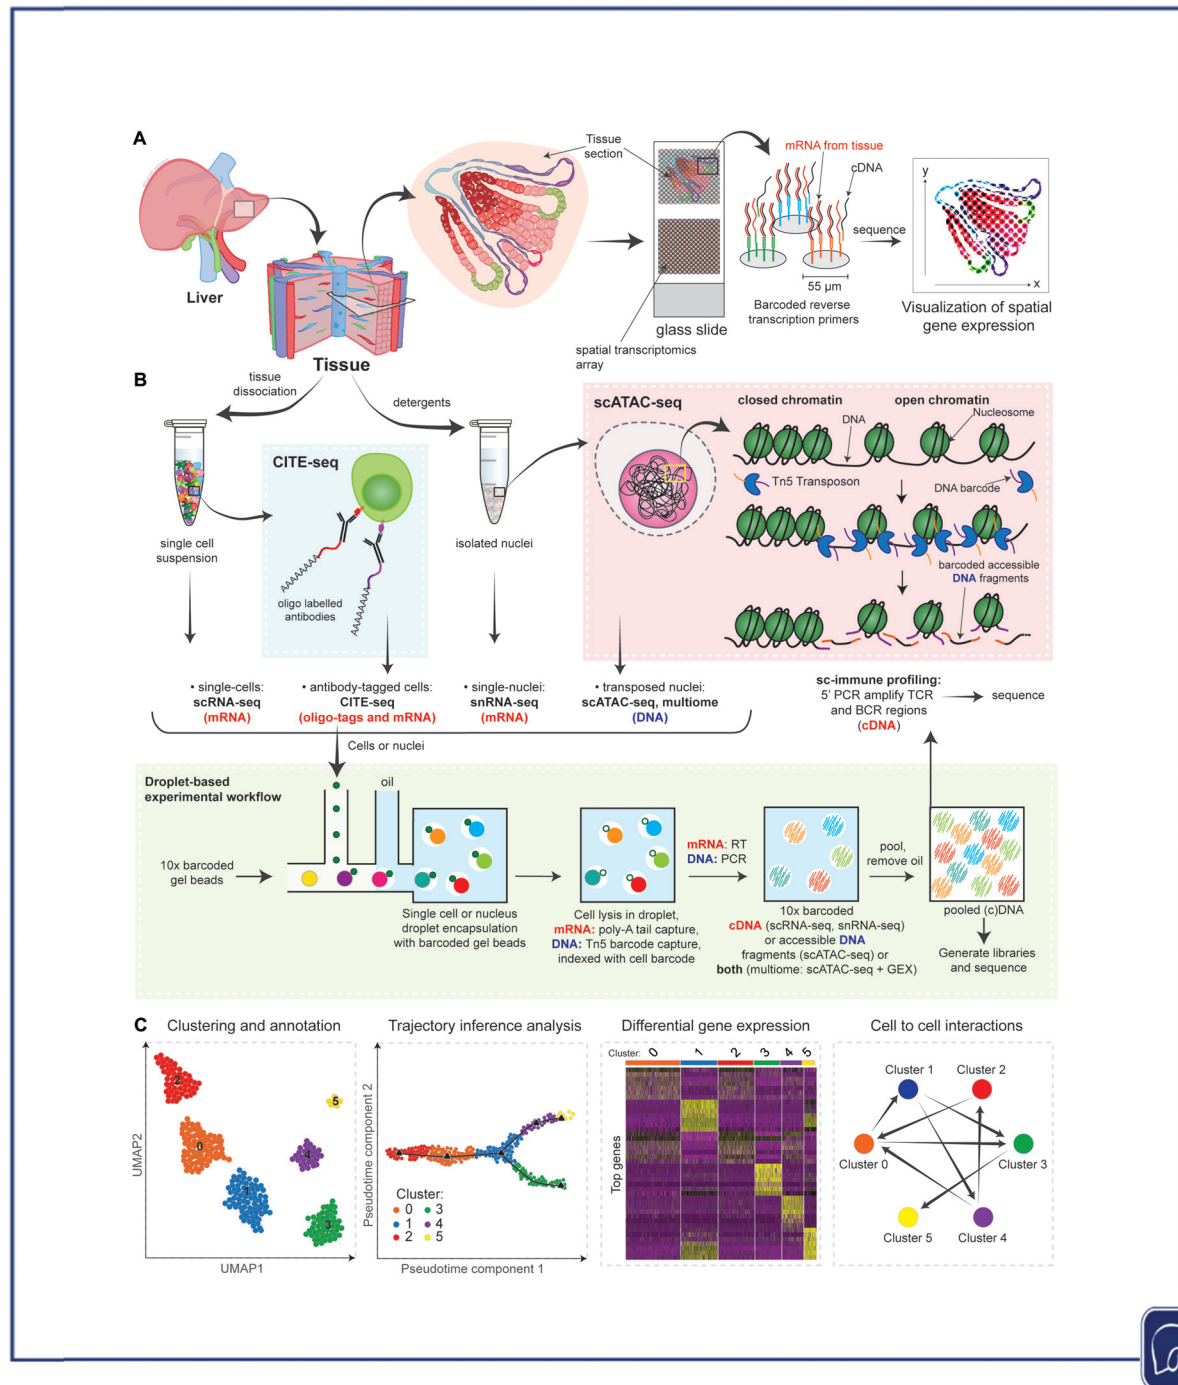 A
Liver
Tissue
Tissue
section
glass slide
spatial transcriptomics
array
mRNA from tissue
cDNA
55 µm
Barcoded reverse
transcription primers
sequence
y
x
Visualization of spatial
gene expression
B
tissue
dissociation
detergents
single cell
suspension
CITE-seq
AAAAAAAA
AAAAAAAA
oligo labelled
antibodies
isolated nuclei
scATAC-seq
closed chromatin
open chromatin
DNA
Nucleosome
Tn5 Transposon
DNA barcode
barcoded accessible
DNA fragments
• single-cells:
scRNA-seq
(mRNA)
• antibody-tagged cells:
CITE-seq
(oligo-tags and mRNA)
• single-nuclei:
snRNA-seq
(mRNA)
• transposed nuclei:
scATAC-seq, multiome
(DNA)
sc-immune profiling:
5' PCR amplify TCR
and BCR regions
(cDNA)
sequence
Cells or nuclei
Droplet-based
experimental workflow
oil
10x barcoded
gel beads
Single cell or nucleus
droplet encapsulation
with barcoded gel beads
Cell lysis in droplet,
mRNA: poly-A tail capture,
DNA: Tn5 barcode capture,
indexed with cell barcode
mRNA: RT
DNA: PCR
10x barcoded
cDNA (scRNA-seq, snRNA-seq)
or accessible DNA
fragments (scATAC-seq) or
both (multiome: scATAC-seq + GEX)
pool,
remove oil
pooled (c)DNA
Generate libraries
and sequence
C
Clustering and annotation
UMAP2
2
5
0
4
1
3
UMAP1
Trajectory inference analysis
Pseudotime component 2
Cluster:
0
3
1
4
2
5
Pseudotime component 1
Differential gene expression
Cluster:
0
1
2
3
4
5
Top genes
Cell to cell interactions
Cluster 1
Cluster 2
Cluster 0
Cluster 3
Cluster 5
Cluster 4